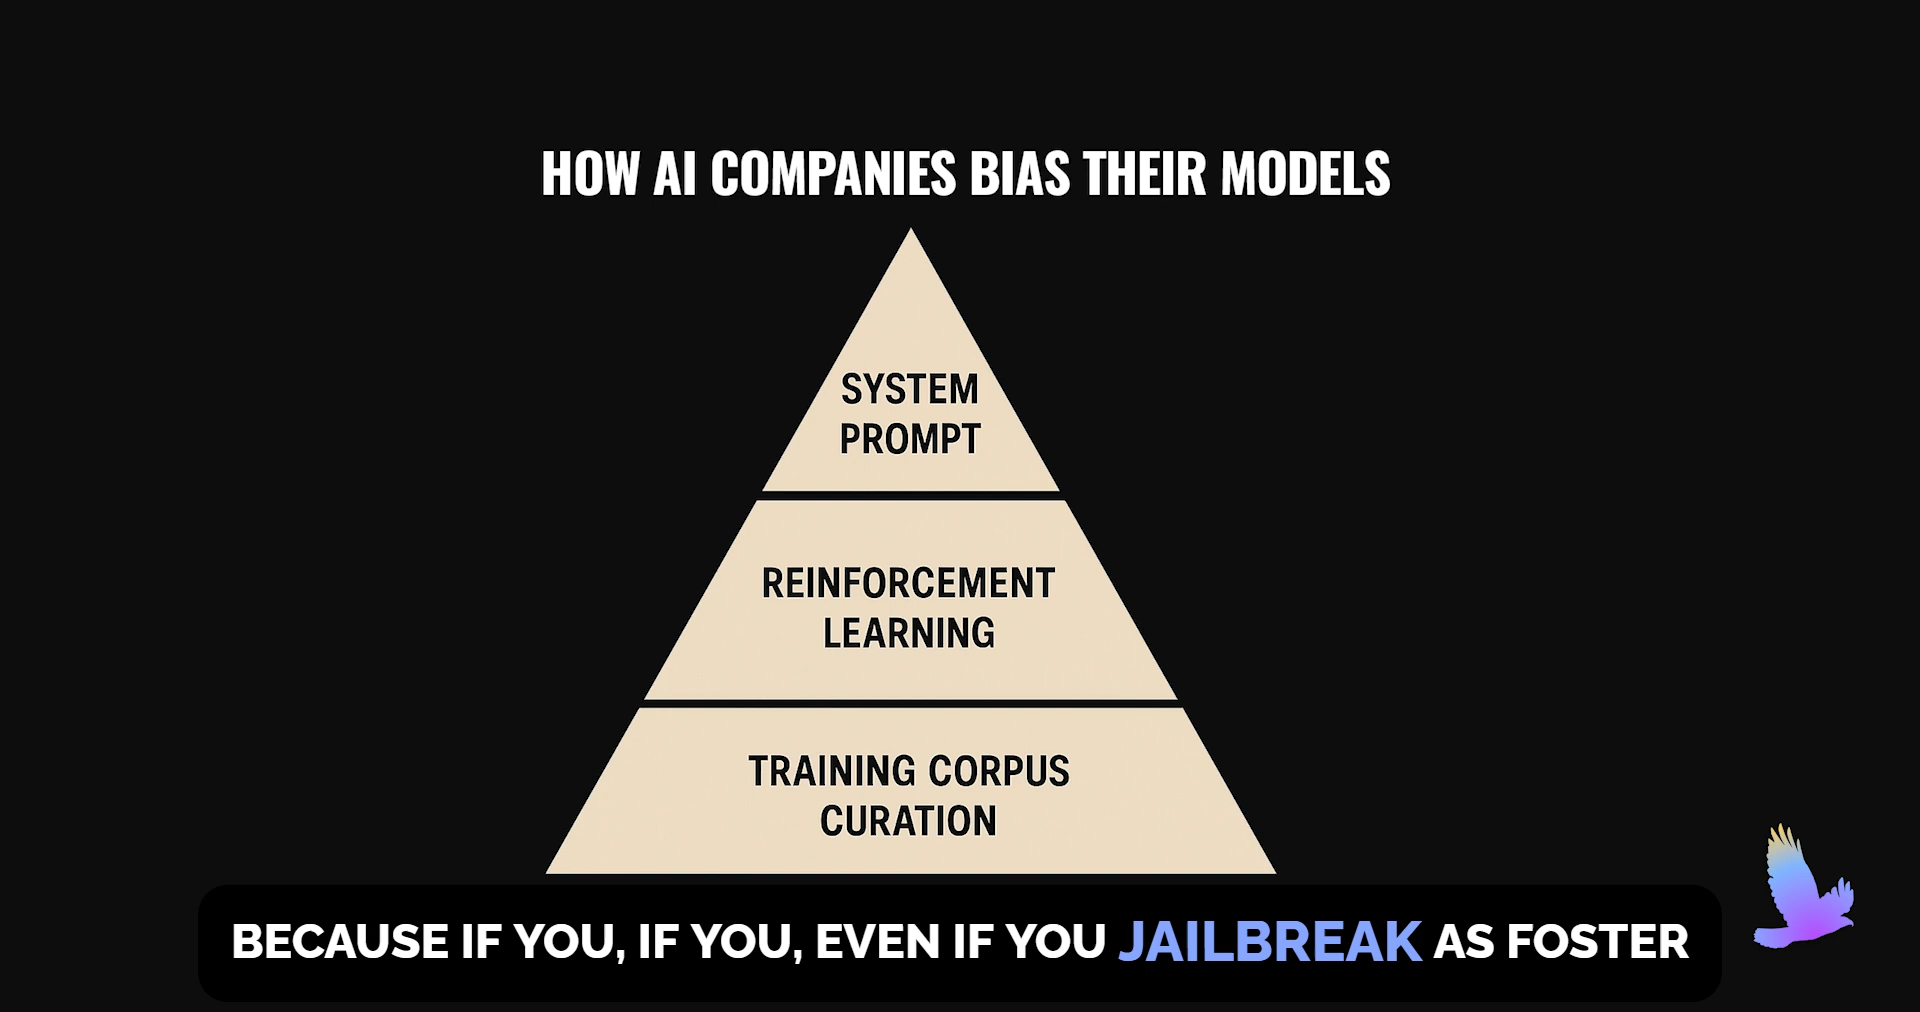 HOW AI COMPANIES BIAS THEIR MODELS
SYSTEM
PROMPT
REINFORCEMENT
LEARNING
TRAINING CORPUS
CURATION
BECAUSE IF YOU, IF YOU, EVEN IF YOU JAILBREAK AS FOSTER